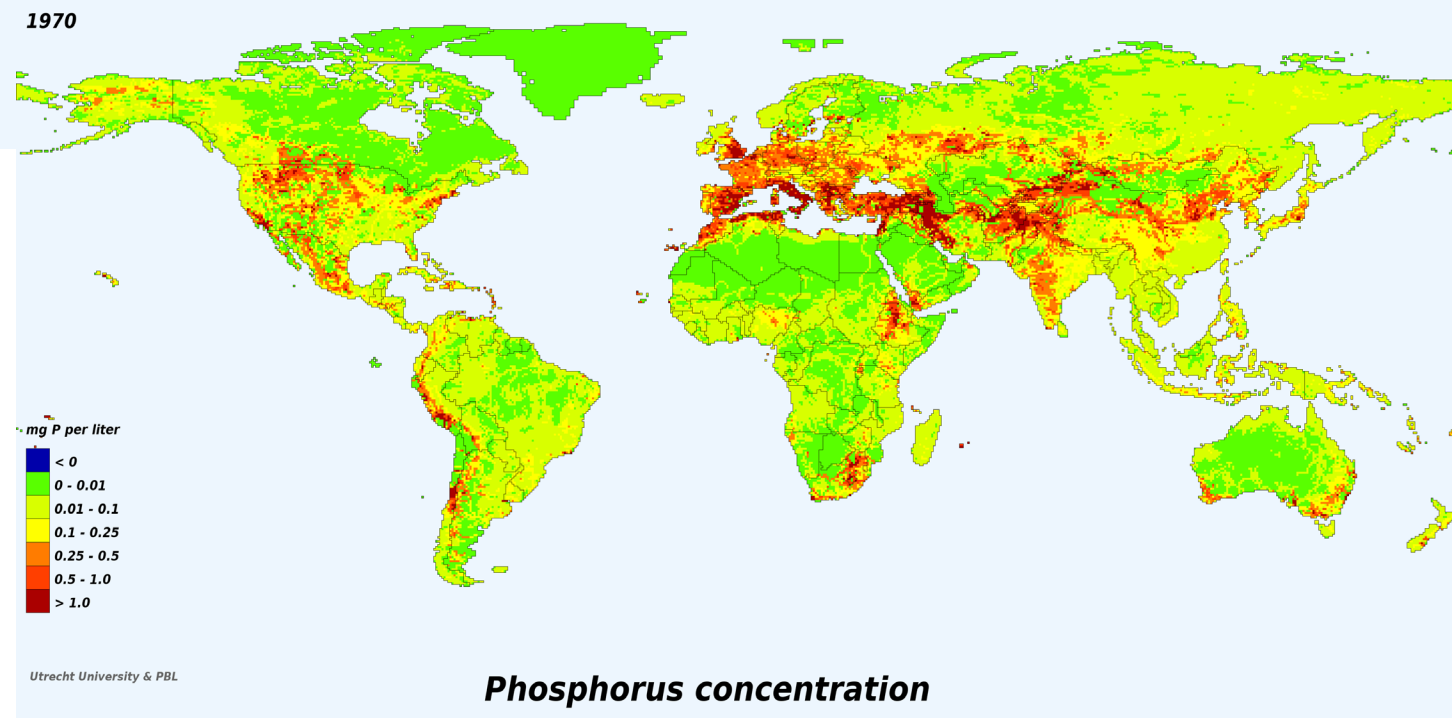 1970
mg P per liter
< 0
0 - 0.01
0.01 - 0.1
0.1 - 0.25
0.25 - 0.5
0.5 - 1.0
> 1.0
Utrecht University & PBL
Phosphorus concentration